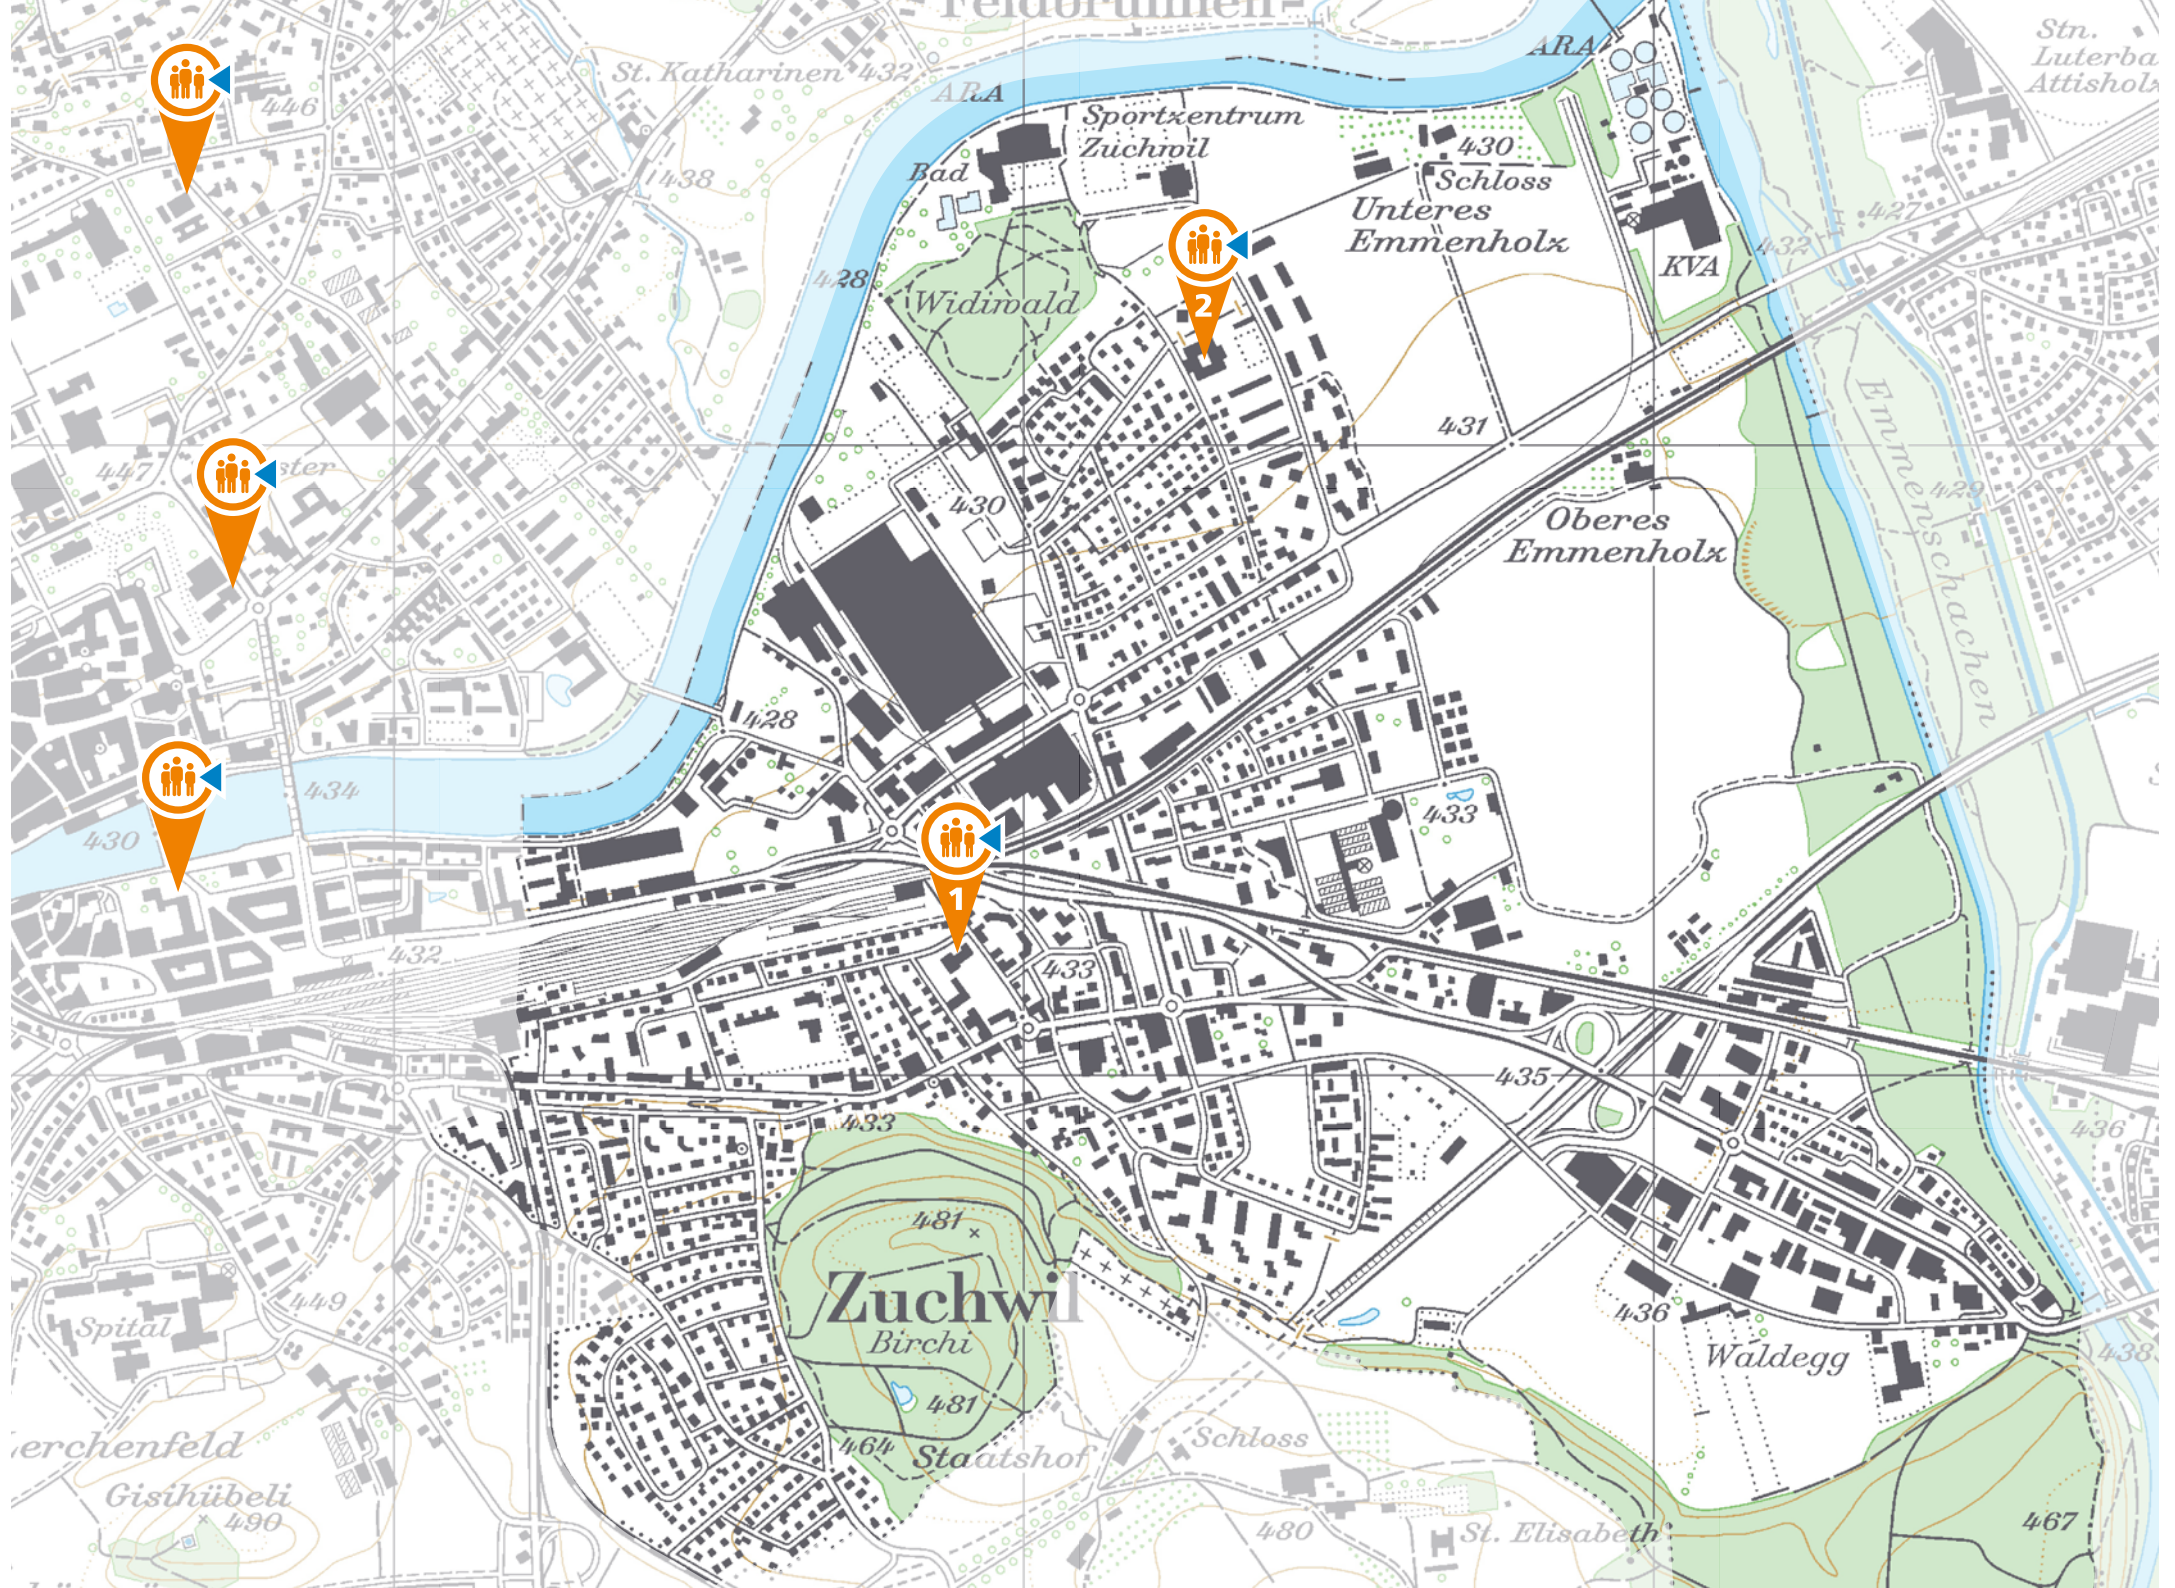 ARA
Stn.
Luterba
Attisholz
St. Katharinen 432
446
ARA
Sportzentrum
Zuchwil
430
Bad
438
Schloss
Unteres
Emmenholz
427
432
KVA
428
Widiwald
2
431
447
ster
430
429
Oberes
Emmenholz
Emmenschachen
428
434
430
433
1
432
433
435
433
436
481
449
Zuchwil
Birchi
Spital
436
Waldegg
438
481
464
Staatshof
Schloss
erchenfeld
Gisihübeli
490
480
St. Elisabeth
467